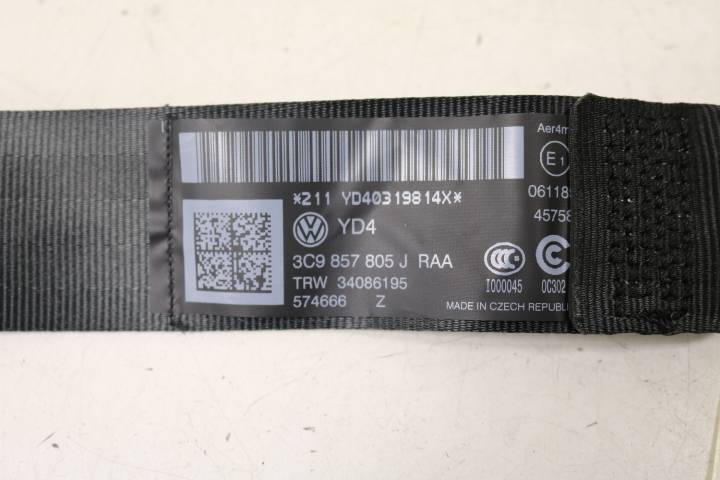 Aer4m
E1
*211 YD40319814X*
06118
4575
YD4
3C9 857 805 J RAA
TRW 34086195
574666 Z
I000045
0C302
MADE IN CZECH REPUBLI